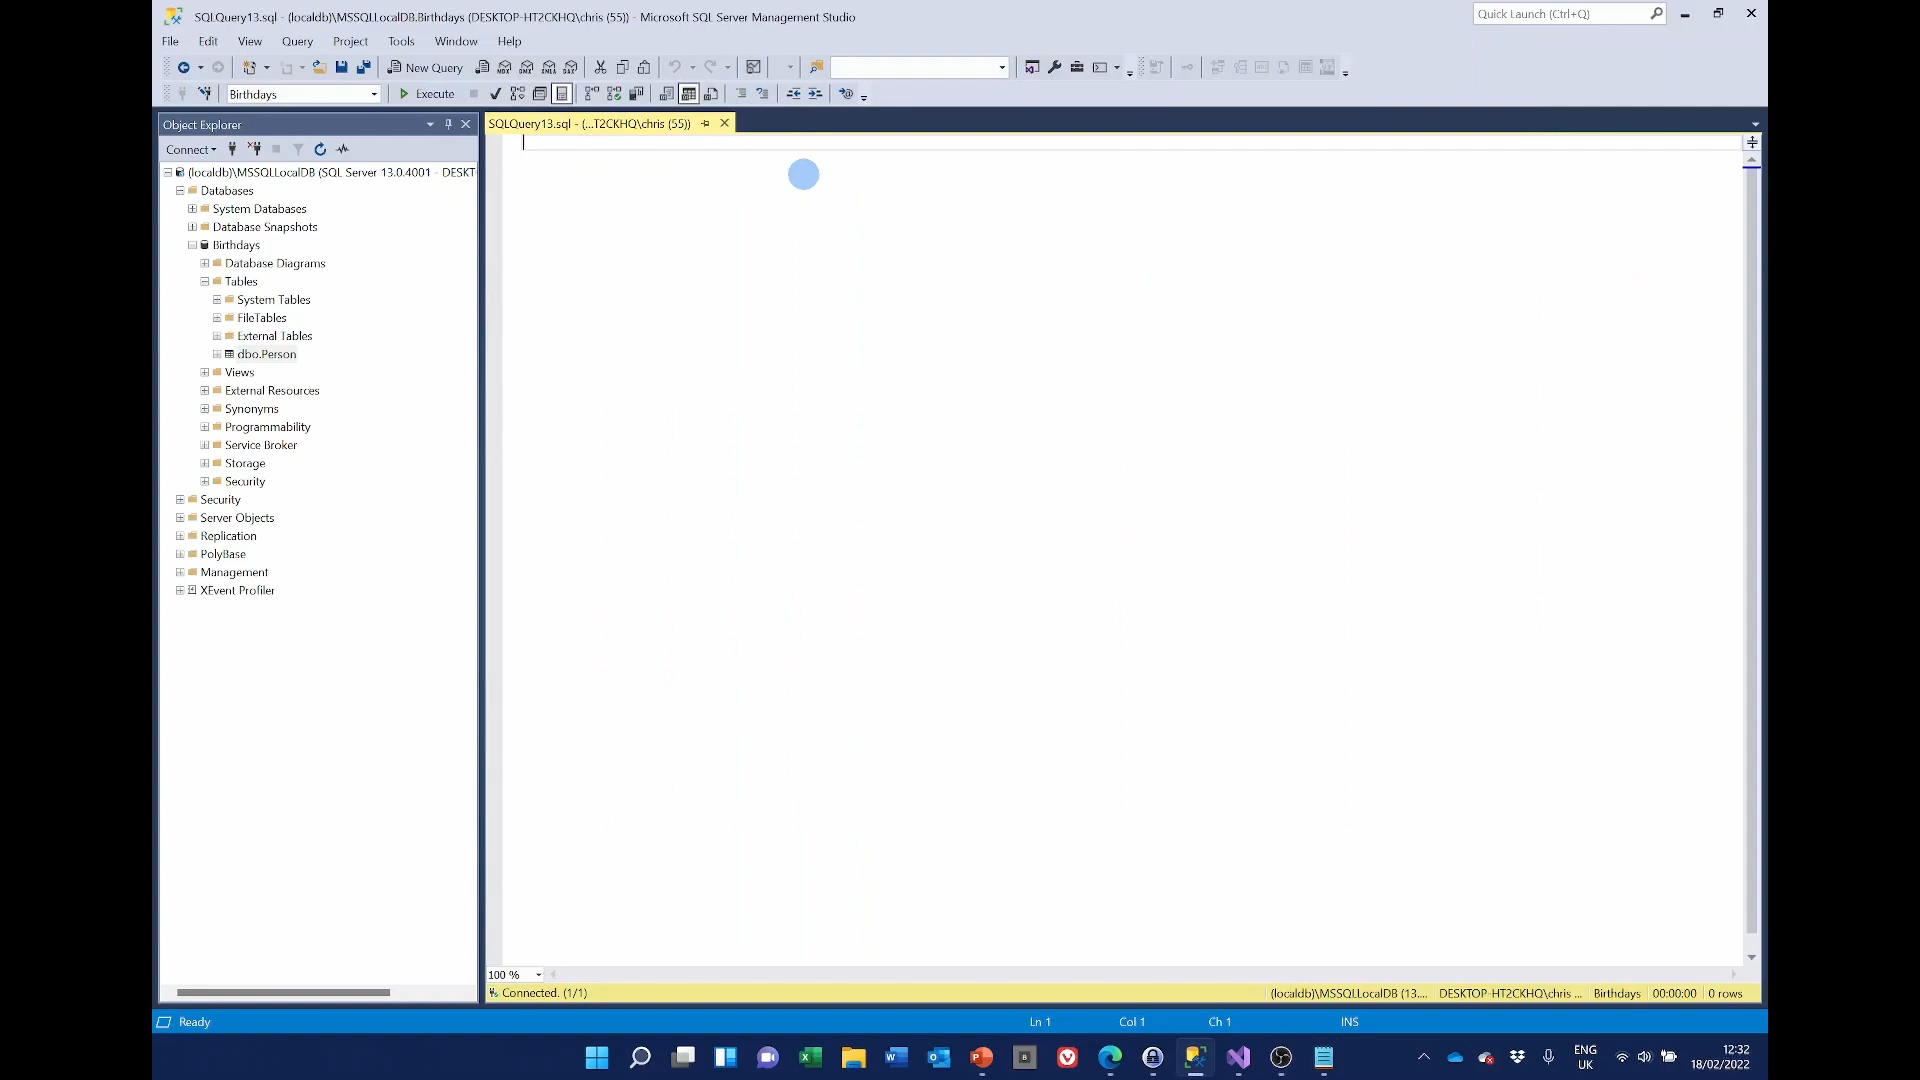 SQLQuery13.sql - (localdb)\MSSQLLocalDB.Birthdays (DESKTOP-HT2CKHQ\chris (55)) - Microsoft SQL Server Management Studio
Quick Launch (Ctrl+Q)
File Edit View Query Project Tools Window Help
New Query
MDX DMX XMLA DAX
Birthdays
Execute
Object Explorer
SQLQuery13.sql - (...T2CKHQ\chris (55))
Connect
(localdb)\MSSQLLocalDB (SQL Server 13.0.4001 - DESKT
Databases
System Databases
Database Snapshots
Birthdays
Database Diagrams
Tables
System Tables
FileTables
External Tables
dbo.Person
Views
External Resources
Synonyms
Programmability
Service Broker
Storage
Security
Security
Server Objects
Replication
PolyBase
Management
XEvent Profiler
100 %
Connected. (1/1)
(localdb)\MSSQLLocalDB (13.... DESKTOP-HT2CKHQ\chris ... Birthdays 00:00:00 0 rows
Ready
Ln 1 Col 1 Ch 1 INS
ENG
UK
12:32
18/02/2022